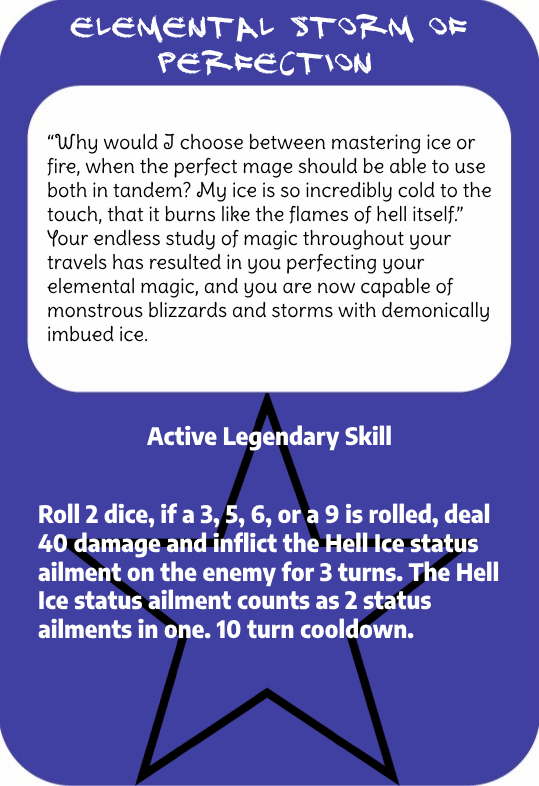 ELEMENTAL STORM OF
PERFECTION
“Why would I choose between mastering ice or
fire, when the perfect mage should be able to use
both in tandem? My ice is so incredibly cold to the
touch, that it burns like the flames of hell itself.”
Your endless study of magic throughout your
travels has resulted in you perfecting your
elemental magic, and you are now capable of
monstrous blizzards and storms with demonically
imbued ice.
Active Legendary Skill
Roll 2 dice, if a 3, 5, 6, or a 9 is rolled, deal
40 damage and inflict the Hell Ice status
ailment on the enemy for 3 turns. The Hell
Ice status ailment counts as 2 status
ailments in one. 10 turn cooldown.